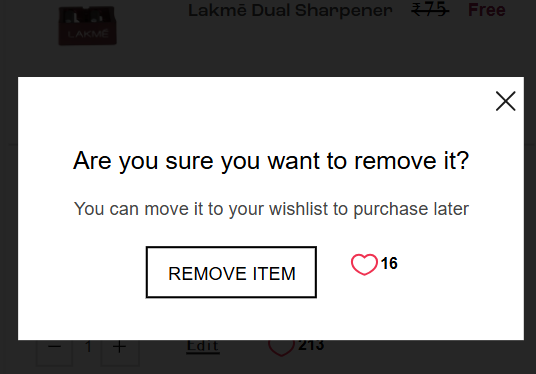 LAKMĒ
Lakmē Dual Sharpener ₹75 Free
Are you sure you want to remove it?
You can move it to your wishlist to purchase later
REMOVE ITEM 16
− 1 + Edit 213